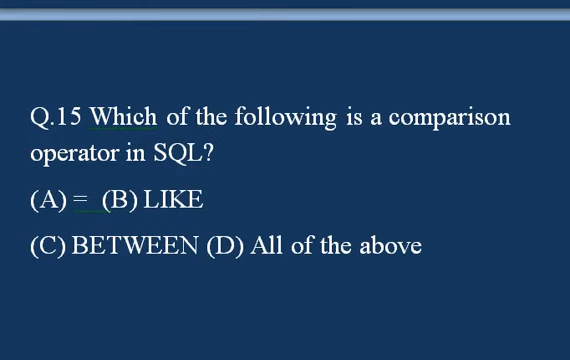 Q.15 Which of the following is a comparison
operator in SQL?
(A) = (B) LIKE
(C) BETWEEN (D) All of the above